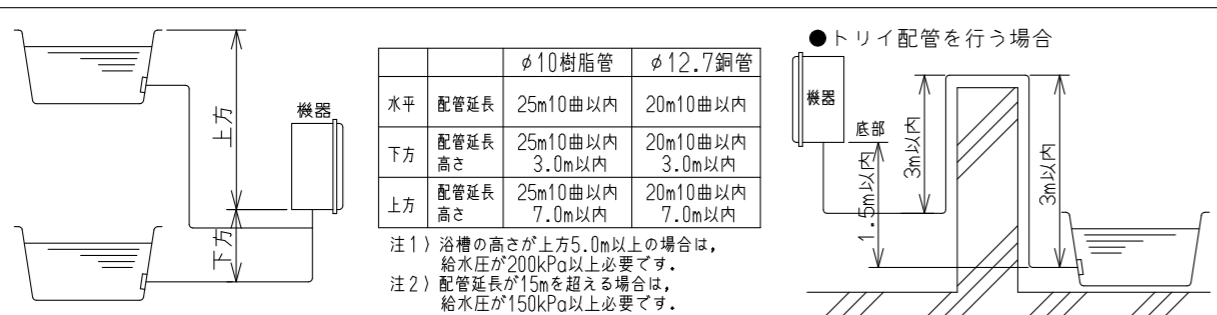 上方
下方
機器
φ10樹脂管 φ12.7銅管
水平 配管延長 25m10曲以内 20m10曲以内
下方 配管延長 25m10曲以内 20m10曲以内
高さ 3.0m以内 3.0m以内
上方 配管延長 25m10曲以内 20m10曲以内
高さ 7.0m以内 7.0m以内
注1) 浴槽の高さが上方5.0m以上の場合は,
給水圧が200kPa以上必要です.
注2) 配管延長が15mを超える場合は,
給水圧が150kPa以上必要です.
●トリイ配管を行う場合
機器
底部
1.5m以内
3m以内
3m以内